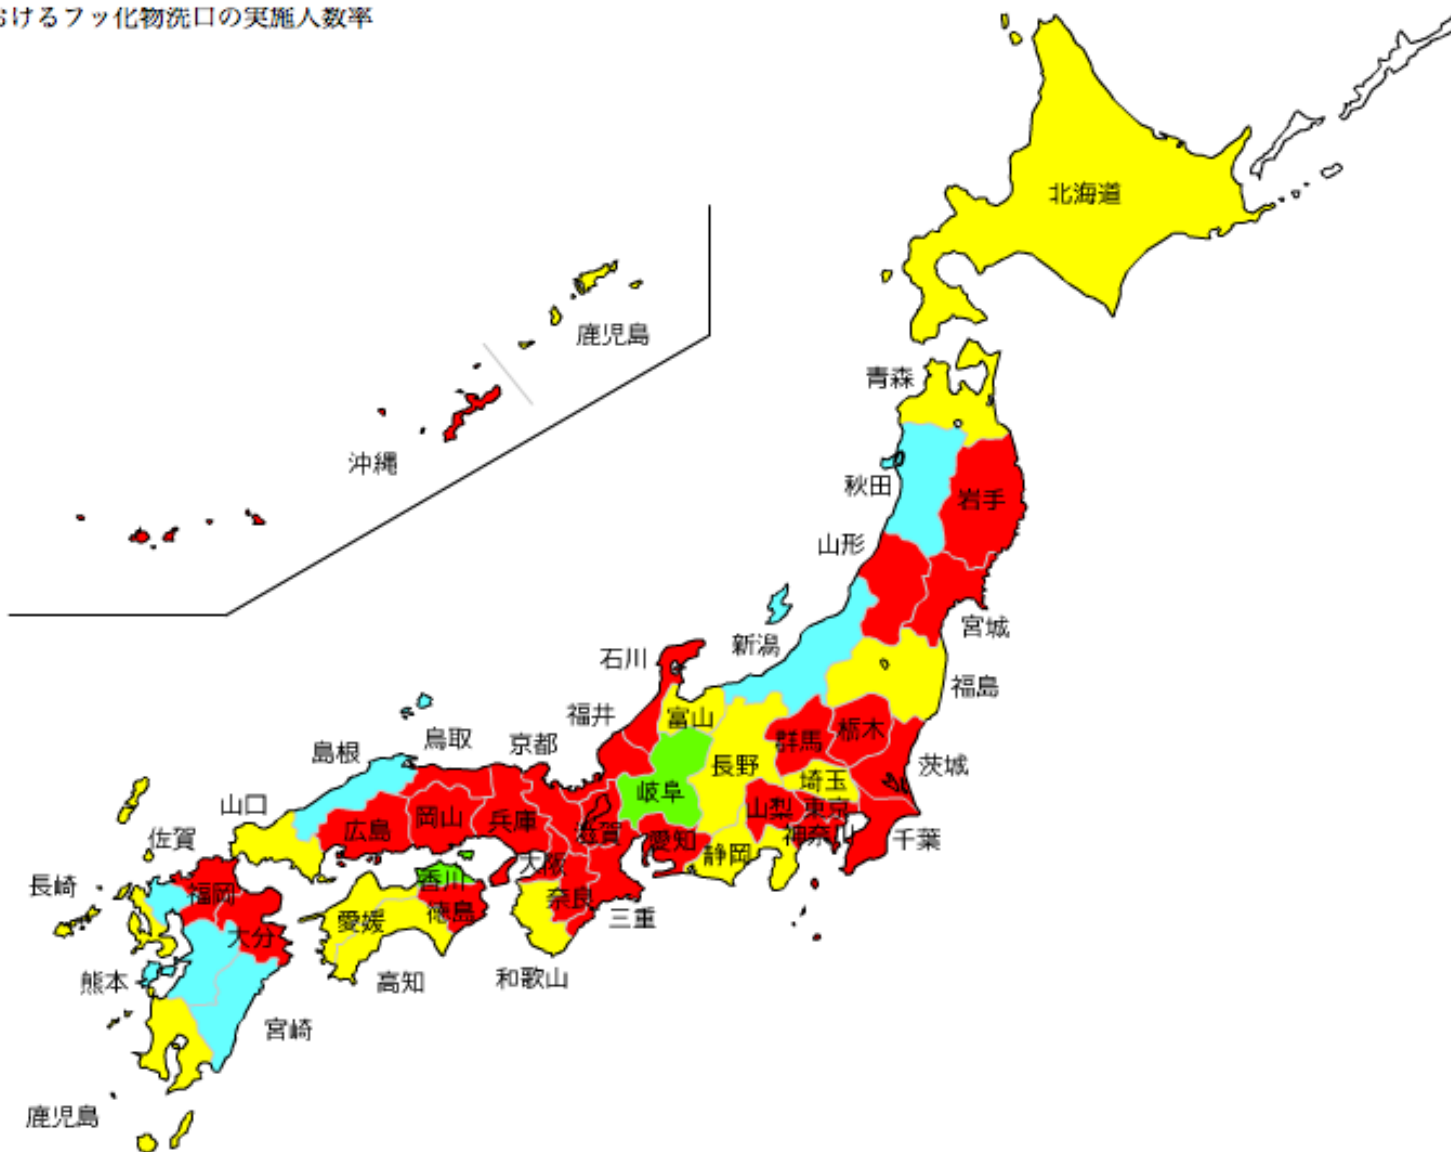 おけるフッ化物洗口の実施人数率
北海道
鹿児島
青森
沖縄
秋田
岩手
山形
宮城
新潟
石川
福島
福井
富山
栃木
群馬
鳥取
京都
島根
長野
茨城
埼玉
岐阜
山口
岡山
山梨
東京
兵庫
広島
滋賀
神奈川
佐賀
愛知
千葉
静岡
大阪
香川
長崎
福岡
奈良
徳島
三重
愛媛
大分
熊本
高知
和歌山
宮崎
鹿児島